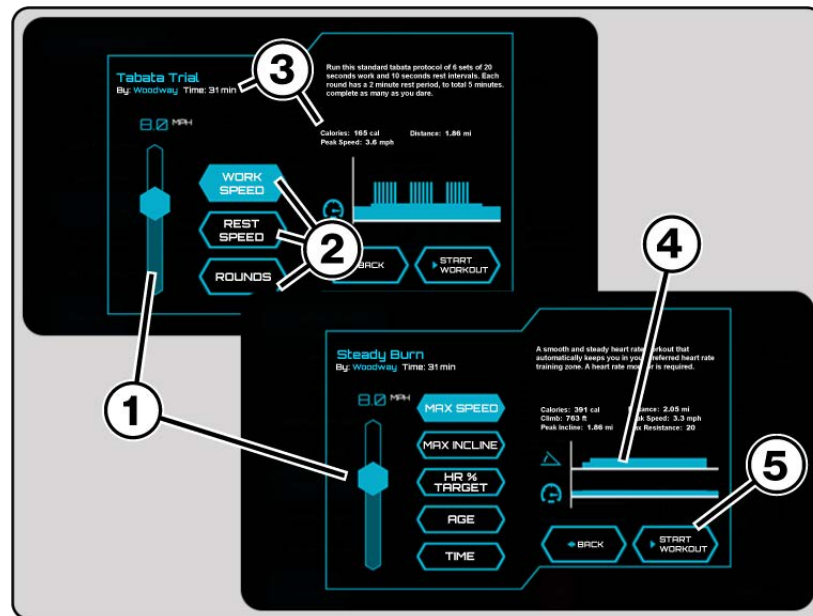 Tabata Trial
By: Woodway Time: 31 min
8.0 MPH
WORK
SPEED
REST
SPEED
ROUNDS
3
Run this standard tabata protocol of 6 sets of 20
seconds work and 10 seconds rest intervals. Each
round has a 2 minute rest period, to total 5 minutes.
complete as many as you dare.
Calories: 165 cal Distance: 1.86 mi
Peak Speed: 3.6 mph
2
BACK
START
WORKOUT
1
Steady Burn
By: Woodway Time: 31 min
8.0 MPH
MAX SPEED
MAX INCLINE
HR %
TARGET
AGE
TIME
4
A smooth and steady heart rate workout that
automatically keeps you in your preferred heart rate
training zone. A heart rate monitor is required.
Calories: 391 cal Distance: 2.05 mi
Climb: 763 ft Peak Speed: 3.3 mph
Peak Incline: 1.86 mi Max Resistance: 20
5
BACK
START
WORKOUT